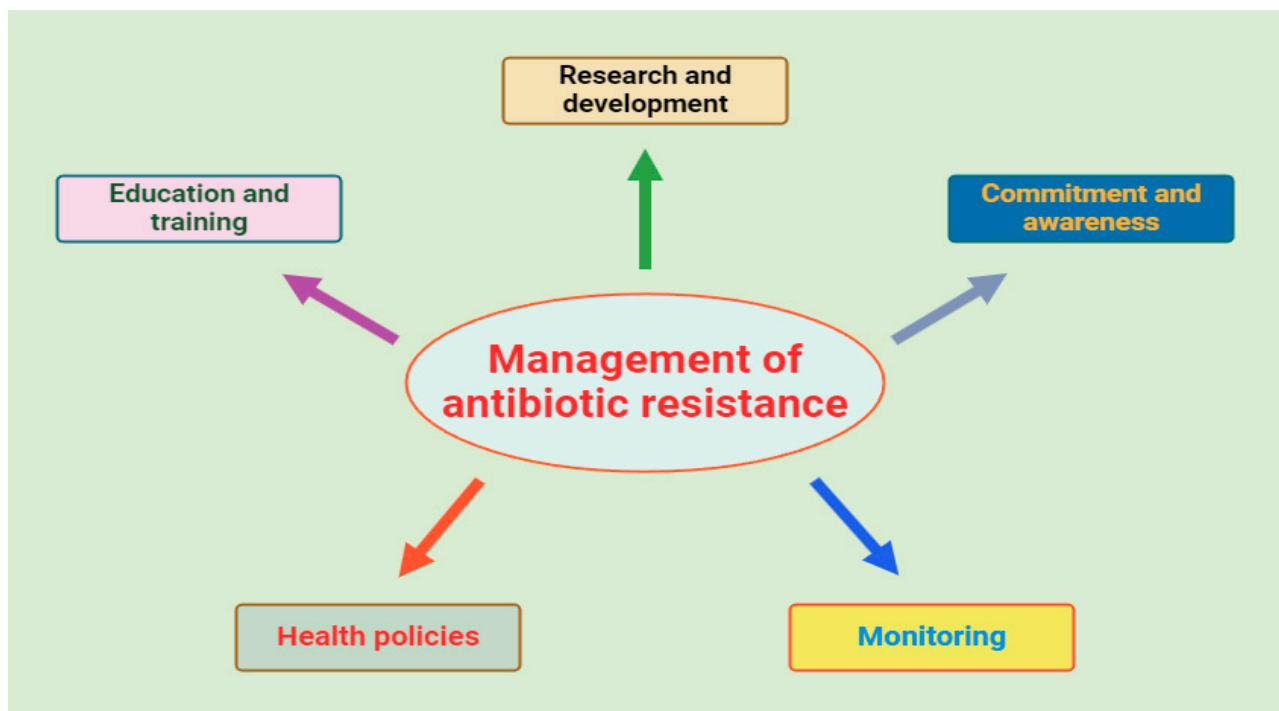 Research and
development
Education and
training
Commitment and
awareness
Management of
antibiotic resistance
Health policies
Monitoring